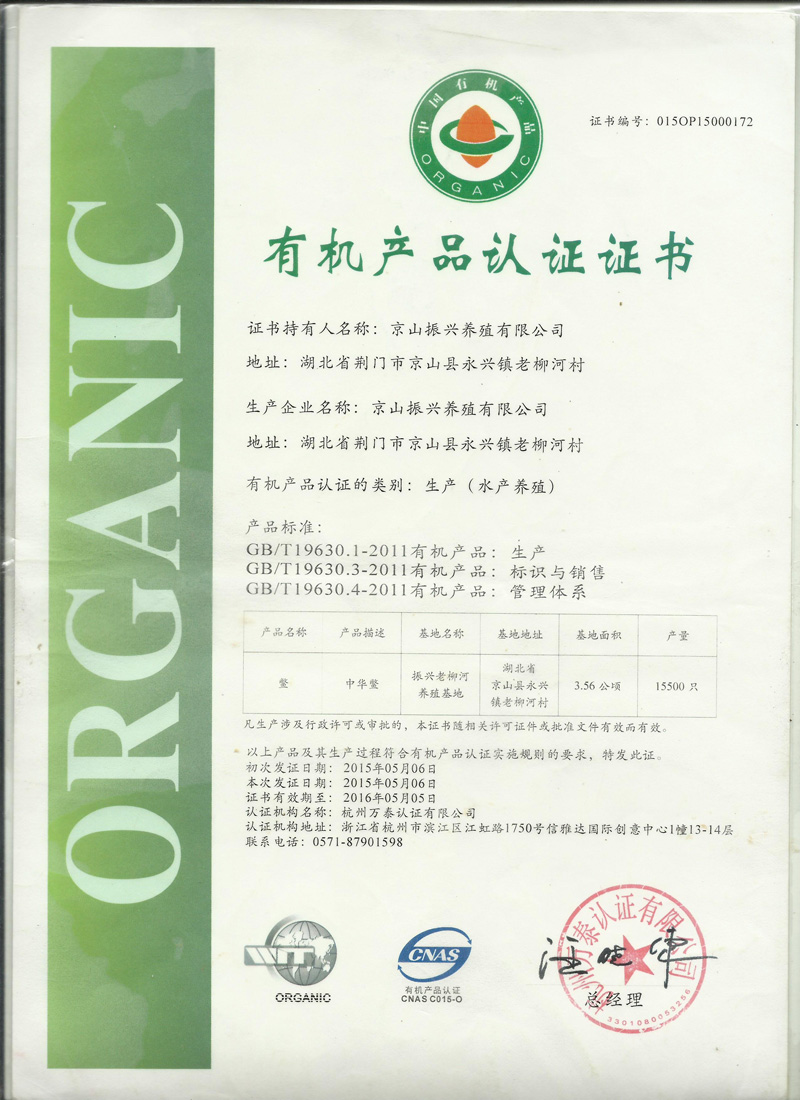 ORGANIC
中国有机产品
ORGANIC
证书编号：015OP15000172
有机产品认证证书
证书持有人名称：京山振兴养殖有限公司
地址：湖北省荆门市京山县永兴镇老柳河村
生产企业名称：京山振兴养殖有限公司
地址：湖北省荆门市京山县永兴镇老柳河村
有机产品认证的类别：生产（水产养殖）
产品标准：
GB/T19630.1-2011有机产品：生产
GB/T19630.3-2011有机产品：标识与销售
GB/T19630.4-2011有机产品：管理体系
产品名称 产品描述 基地名称 基地地址 基地面积 产量
鳖 中华鳖 振兴老柳河养殖基地 湖北省京山县永兴镇老柳河村 3.56 公顷 15500 只
凡生产涉及行政许可或审批的，本证书随相关许可证件或批准文件有效而有效。
以上产品及其生产过程符合有机产品认证实施规则的要求，特发此证。
初次发证日期：2015年05月06日
本次发证日期：2015年05月06日
证书有效期至：2016年05月05日
认证机构名称：杭州万泰认证有限公司
认证机构地址：浙江省杭州市滨江区江虹路1750号信雅达国际创意中心1幢13-14层
联系电话：0571-87901598
WIT
ORGANIC
CNAS
有机产品认证
CNAS C015-O
杭州万泰认证有限公司
总经理
3301080053256